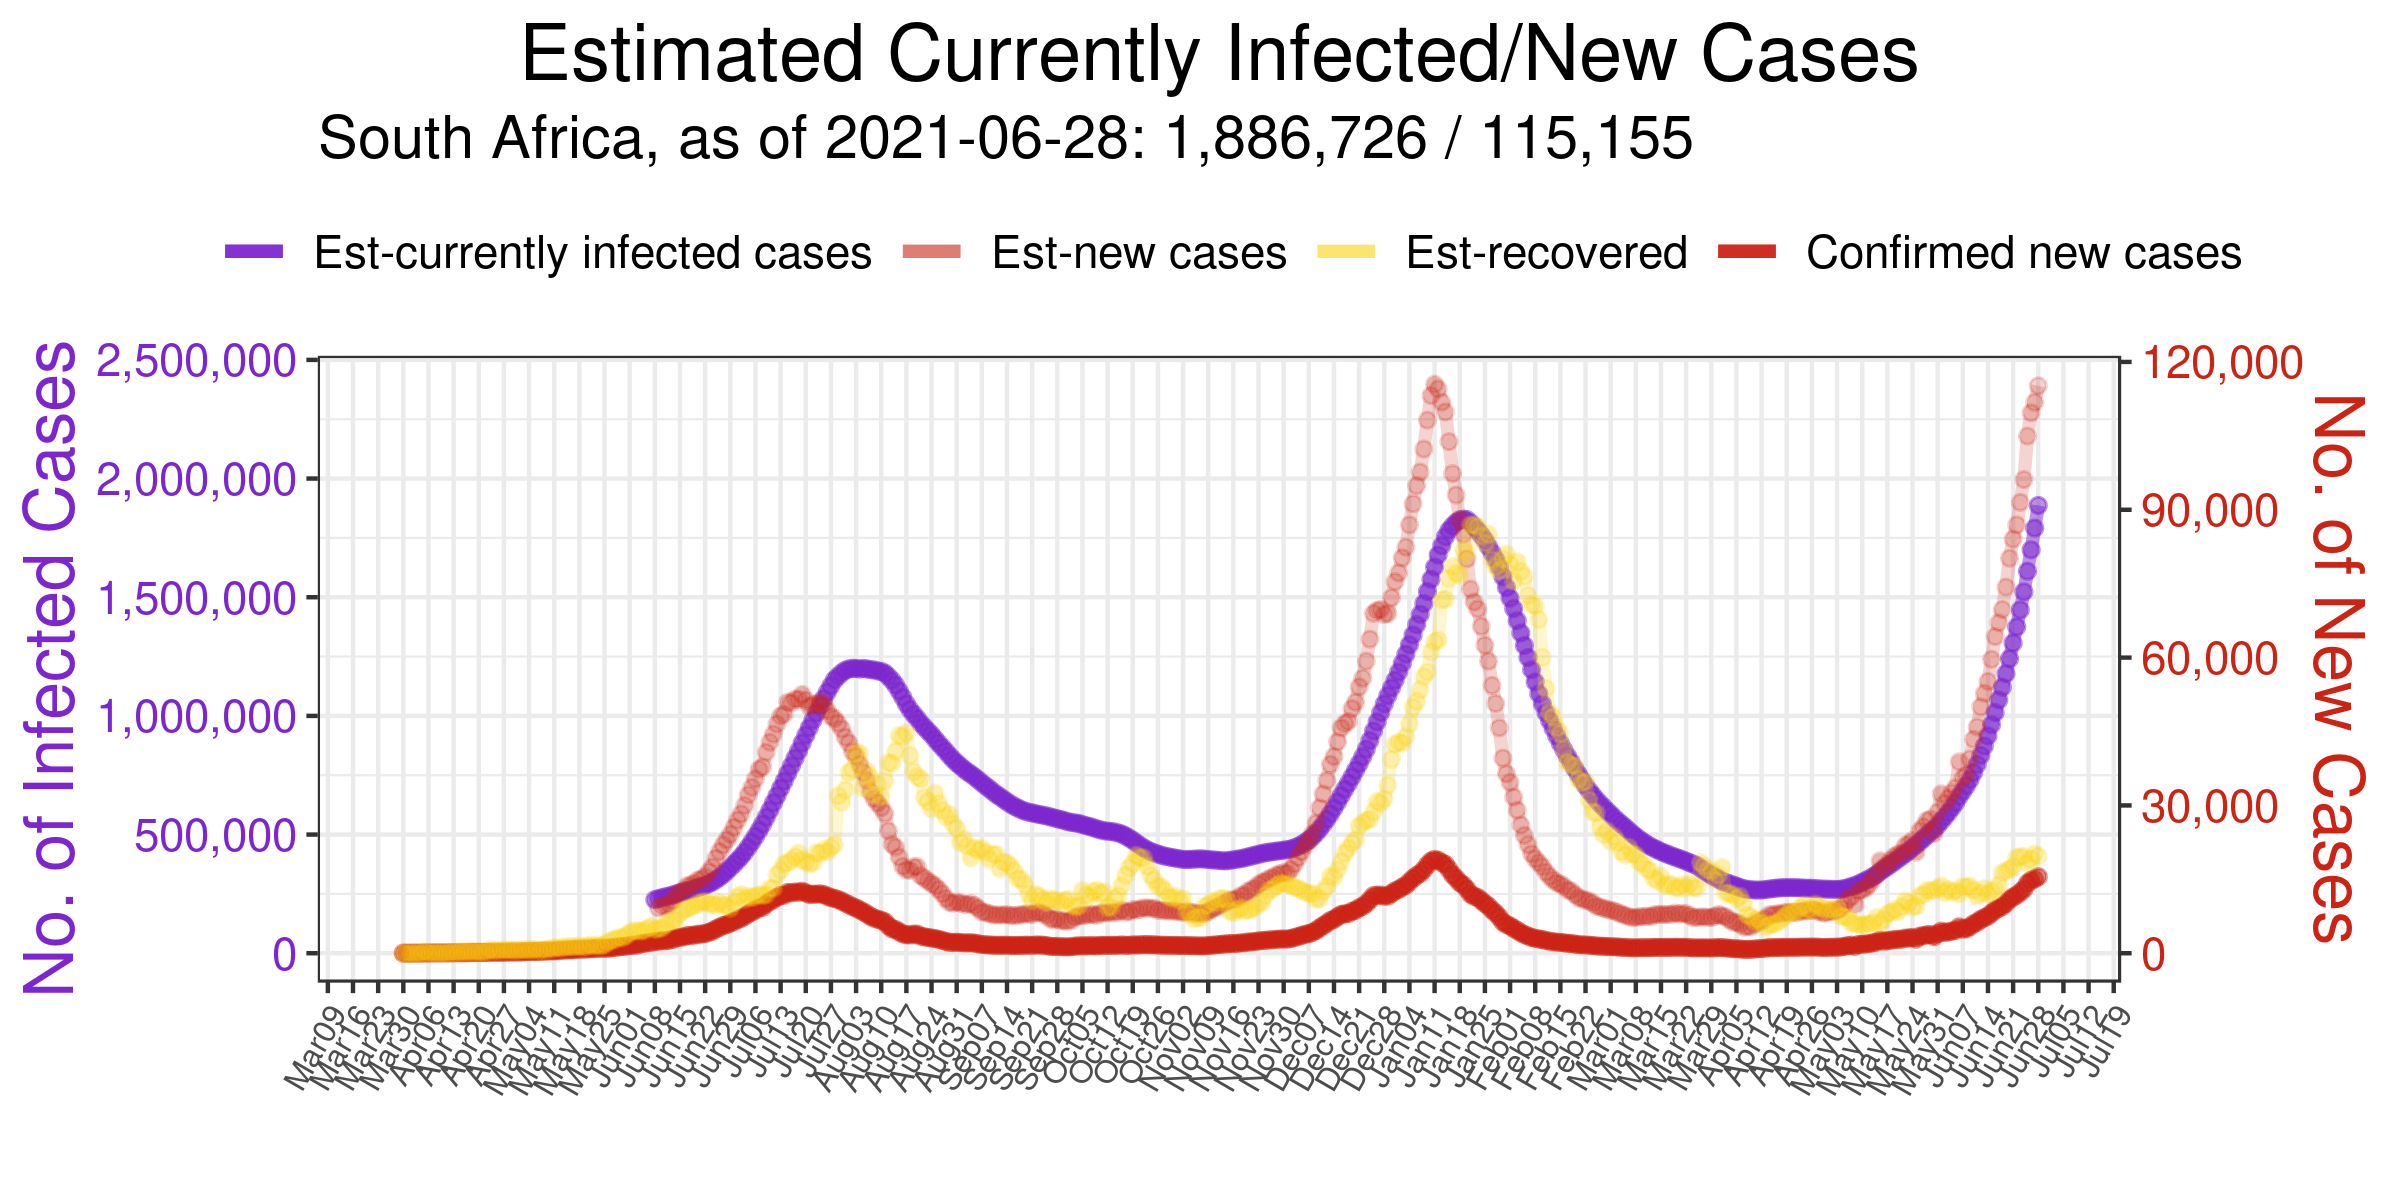 Estimated Currently Infected/New Cases
South Africa, as of 2021-06-28: 1,886,726 / 115,155
Est-currently infected cases Est-new cases Est-recovered Confirmed new cases
No. of Infected Cases
2,500,000
2,000,000
1,500,000
1,000,000
500,000
0
120,000
90,000
60,000
30,000
0
No. of New Cases
Mar09 Mar16 Mar23 Mar30 Apr06 Apr13 Apr20 Apr27 May04 May11 May18 May25 Jun01 Jun08 Jun15 Jun22 Jun29 Jul06 Jul13 Jul20 Jul27 Aug03 Aug10 Aug17 Aug24 Aug31 Sep07 Sep14 Sep21 Sep28 Oct05 Oct12 Oct19 Oct26 Nov02 Nov09 Nov16 Nov23 Nov30 Dec07 Dec14 Dec21 Dec28 Jan04 Jan11 Jan18 Jan25 Feb01 Feb08 Feb15 Feb22 Mar01 Mar08 Mar15 Mar22 Mar29 Apr05 Apr12 Apr19 Apr26 May03 May10 May17 May24 May31 Jun07 Jun14 Jun21 Jun28 Jul05 Jul12 Jul19